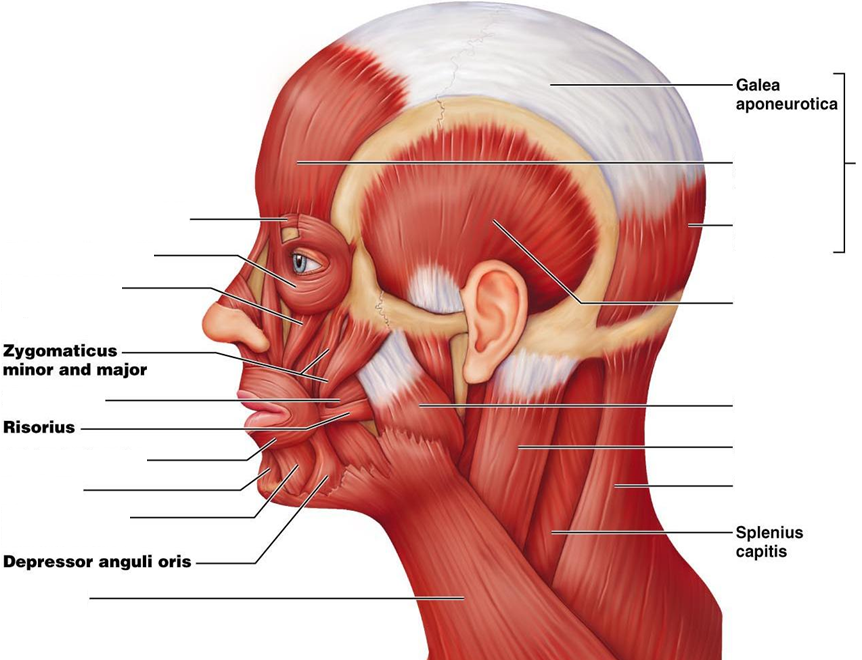 Galea
aponeurotica
Zygomaticus
minor and major
Risorius
Splenius
capitis
Depressor anguli oris